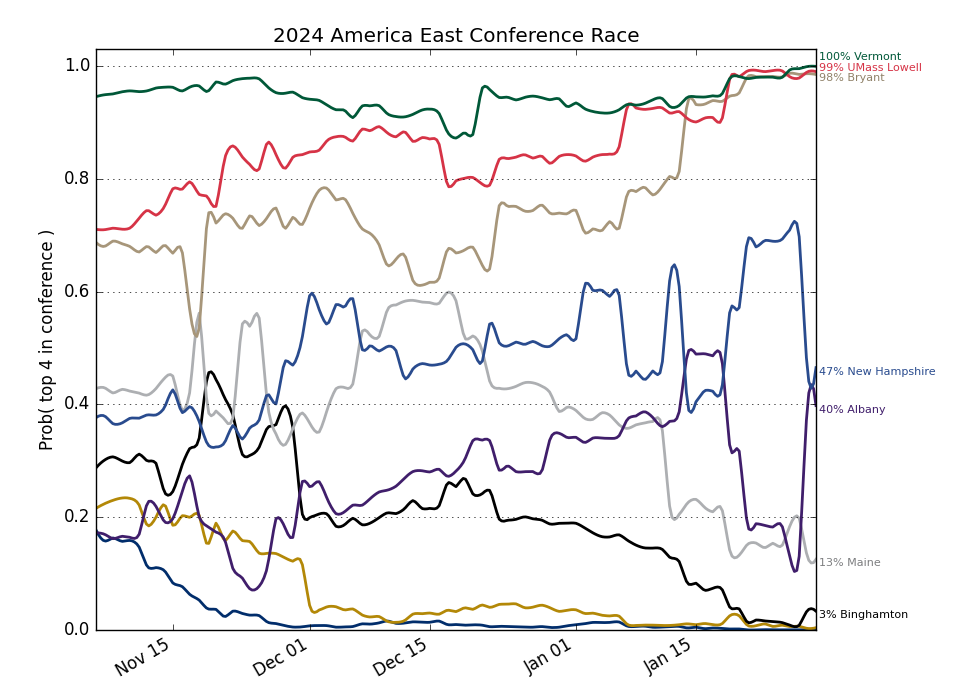 2024 America East Conference Race
Prob( top 4 in conference )
1.0
0.8
0.6
0.4
0.2
0.0
Nov 15
Dec 01
Dec 15
Jan 01
Jan 15
100% Vermont
99% UMass Lowell
98% Bryant
47% New Hampshire
40% Albany
13% Maine
3% Binghamton